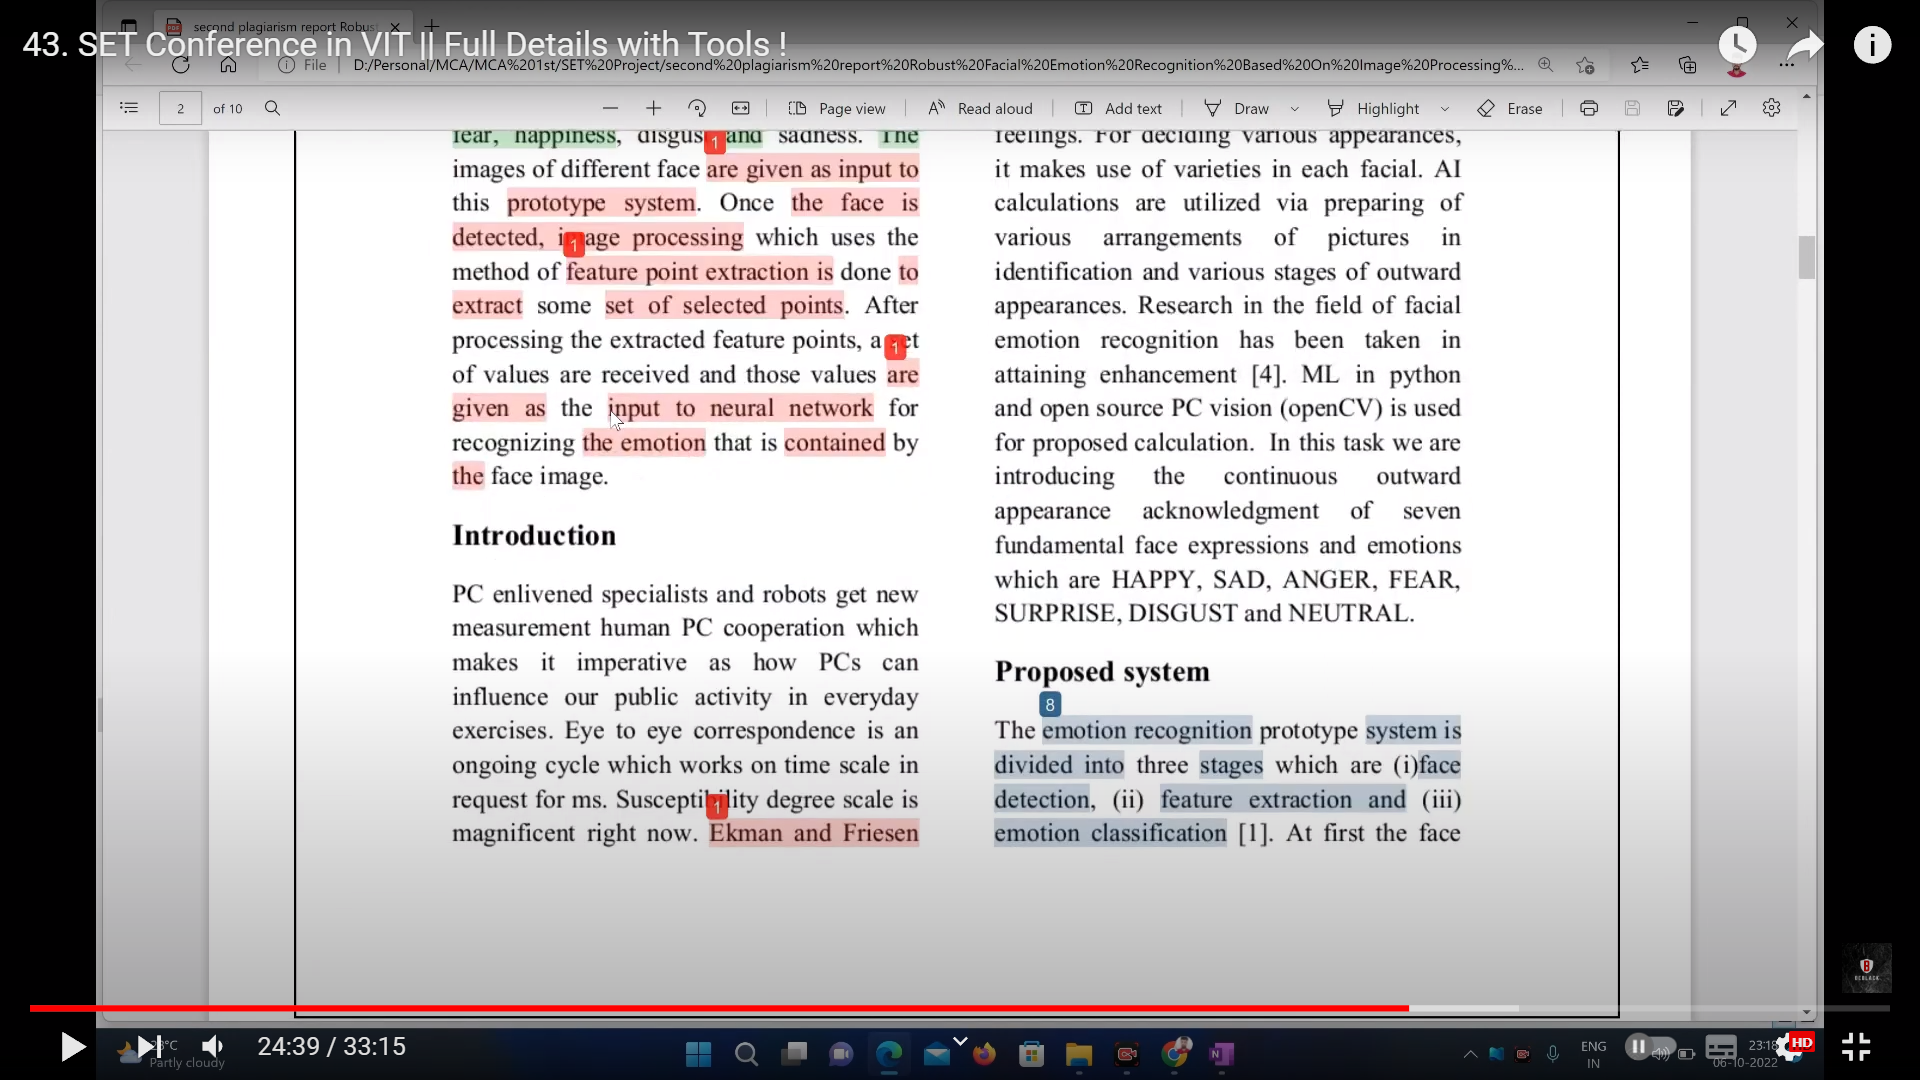 second plagiarism report Robus
43. SET Conference in VIT || Full Details with Tools !
File
D:/Personal/MCA/MCA%201st/SET%20Project/second%20plagiarism%20report%20Robust%20Facial%20Emotion%20Recognition%20Based%20On%20Image%20Processing%...
2 of 10
Page view
Read aloud
Add text
Draw
Highlight
Erase
fear, happiness, disgus and sadness. The
1
images of different face are given as input to
this prototype system. Once the face is
detected, i age processing which uses the
1
method of feature point extraction is done to
extract some set of selected points. After
processing the extracted feature points, a et
1
of values are received and those values are
given as the input to neural network for
recognizing the emotion that is contained by
the face image.
Introduction
PC enlivened specialists and robots get new
measurement human PC cooperation which
makes it imperative as how PCs can
influence our public activity in everyday
exercises. Eye to eye correspondence is an
ongoing cycle which works on time scale in
request for ms. Suscepti lity degree scale is
1
magnificent right now. Ekman and Friesen
feelings. For deciding various appearances,
it makes use of varieties in each facial. AI
calculations are utilized via preparing of
various arrangements of pictures in
identification and various stages of outward
appearances. Research in the field of facial
emotion recognition has been taken in
attaining enhancement [4]. ML in python
and open source PC vision (openCV) is used
for proposed calculation. In this task we are
introducing the continuous outward
appearance acknowledgment of seven
fundamental face expressions and emotions
which are HAPPY, SAD, ANGER, FEAR,
SURPRISE, DISGUST and NEUTRAL.
Proposed system
8
The emotion recognition prototype system is
divided into three stages which are (i)face
detection, (ii) feature extraction and (iii)
emotion classification [1]. At first the face
24:39 / 33:15
Partly cloudy
ENG
IN
23:18
06-10-2022
HD